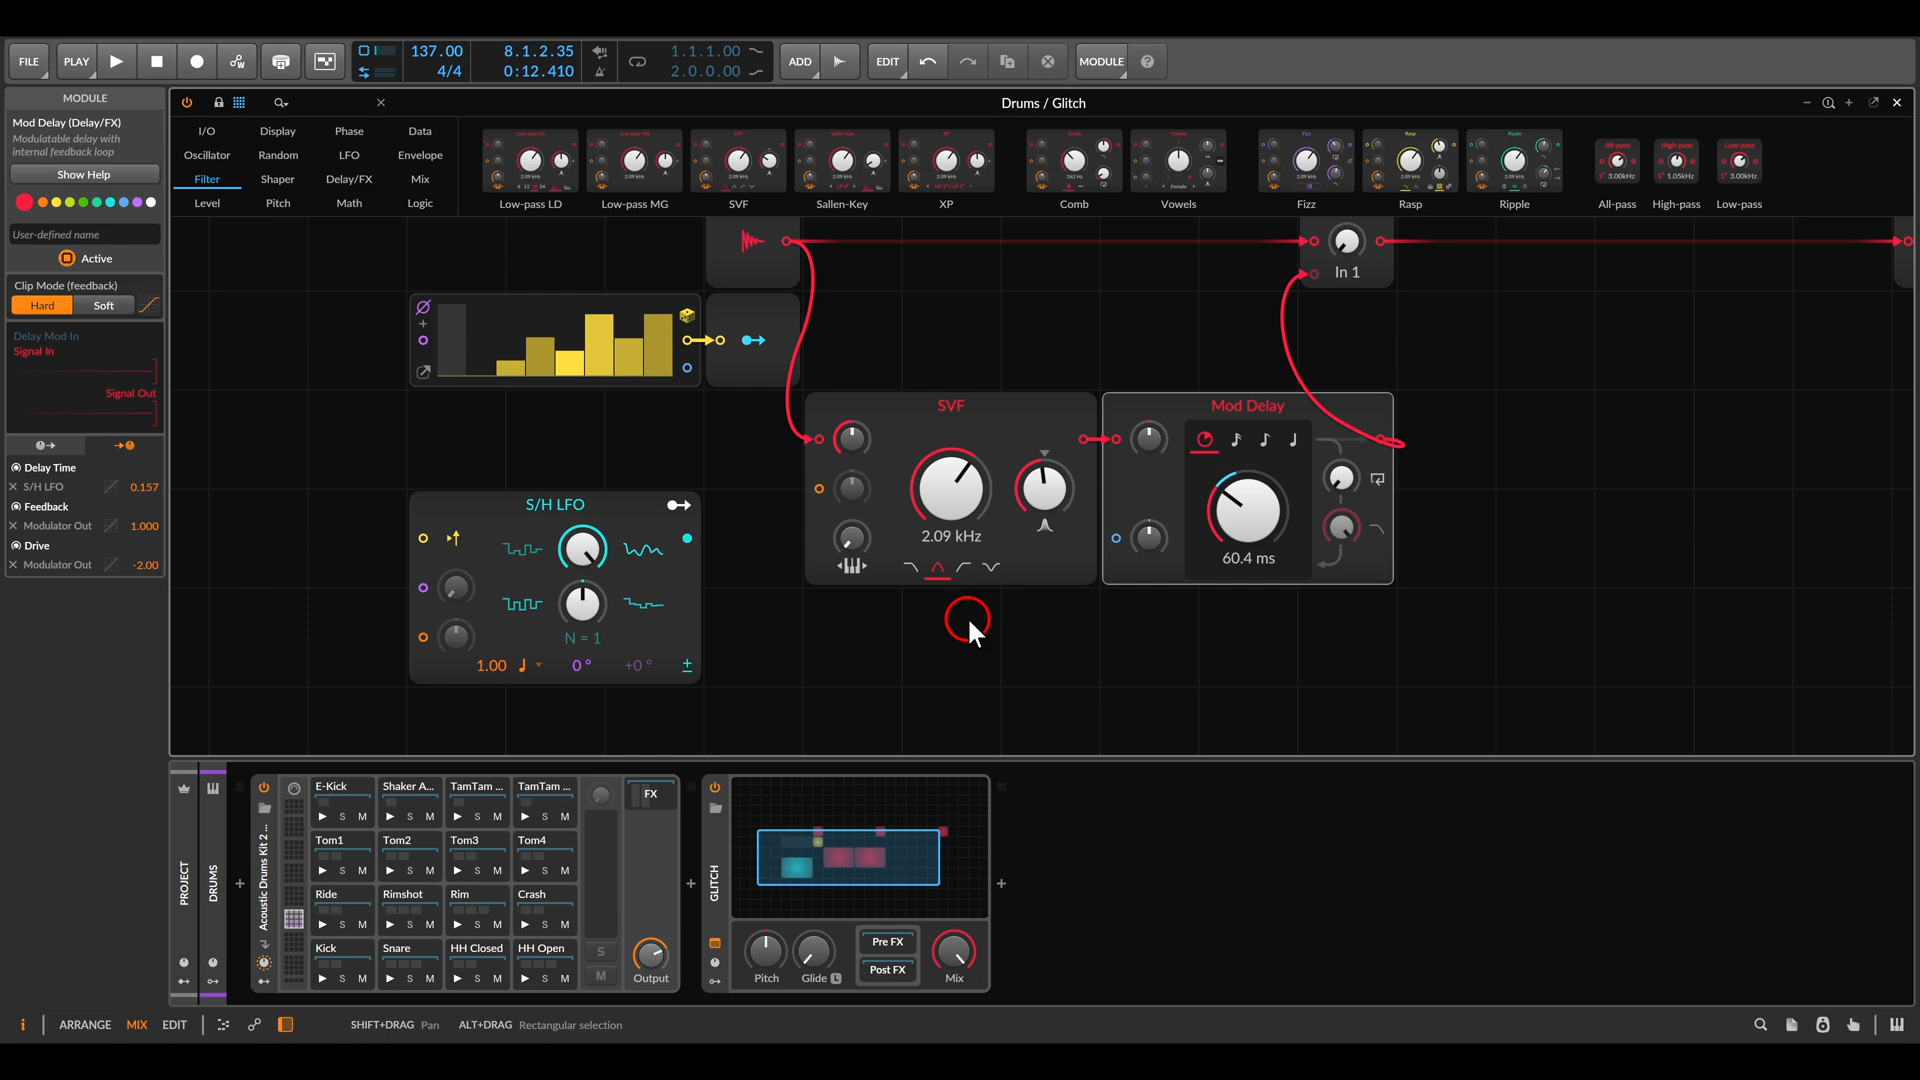 FILE
PLAY
137.00
4/4
8.1.2.35
0:12.410
1.1.1.00
2.0.0.00
ADD
EDIT
MODULE
MODULE
Mod Delay (Delay/FX)
Modulatable delay with
internal feedback loop
Show Help
User-defined name
Active
Clip Mode (feedback)
Hard Soft
Delay Mod In
Signal In
Signal Out
Delay Time
S/H LFO 0.157
Feedback
Modulator Out 1.000
Drive
Modulator Out -2.00
Drums / Glitch
I/O Display Phase Data
Oscillator Random LFO Envelope
Filter Shaper Delay/FX Mix
Level Pitch Math Logic
Low-pass LD Low-pass MG SVF Sallen-Key XP Comb Vowels Fizz Rasp Ripple All-pass High-pass Low-pass
In 1
SVF
2.09 kHz
Mod Delay
60.4 ms
S/H LFO
N = 1
1.00 0° +0° ±
PROJECT
DRUMS
Acoustic Drums Kit 2 ...
E-Kick Shaker A... TamTam ... TamTam ...
S M S M S M S M
Tom1 Tom2 Tom3 Tom4
S M S M S M S M
Ride Rimshot Rim Crash
S M S M S M S M
Kick Snare HH Closed HH Open
S M S M S M S M
S
M
FX
Output
GLITCH
Pitch Glide L
Pre FX
Post FX
Mix
i ARRANGE MIX EDIT
SHIFT+DRAG Pan ALT+DRAG Rectangular selection